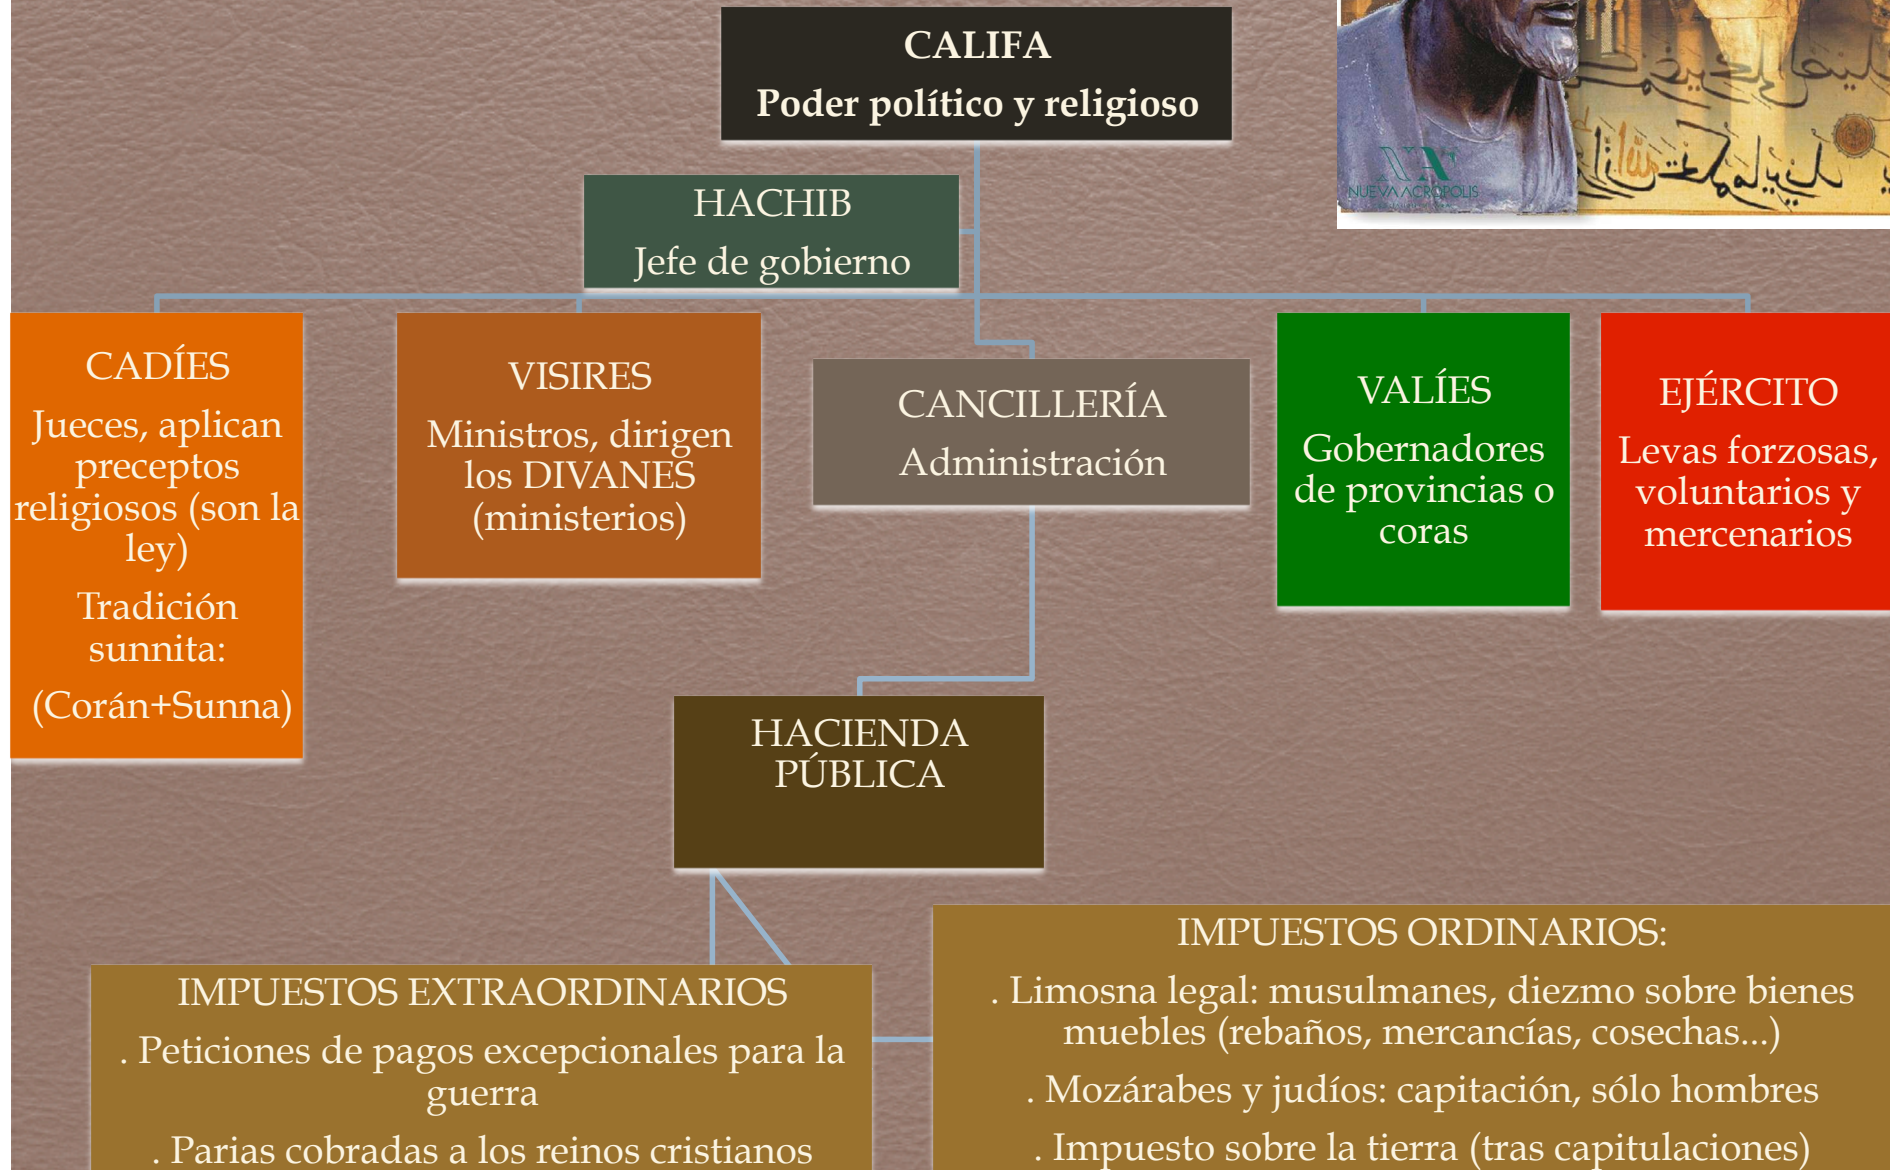 CALIFA
Poder político y religioso
NUEVA ACRÓPOLIS
HACHIB
Jefe de gobierno
CADÍES
Jueces, aplican
preceptos
religiosos (son la
ley)
Tradición
sunnita:
(Corán+Sunna)
VISIRES
Ministros, dirigen
los DIVANES
(ministerios)
CANCILLERÍA
Administración
VALÍES
Gobernadores
de provincias o
coras
EJÉRCITO
Levas forzosas,
voluntarios y
mercenarios
HACIENDA
PÚBLICA
IMPUESTOS EXTRAORDINARIOS
. Peticiones de pagos excepcionales para la
guerra
. Parias cobradas a los reinos cristianos
IMPUESTOS ORDINARIOS:
. Limosna legal: musulmanes, diezmo sobre bienes
muebles (rebaños, mercancías, cosechas...)
. Mozárabes y judíos: capitación, sólo hombres
. Impuesto sobre la tierra (tras capitulaciones)